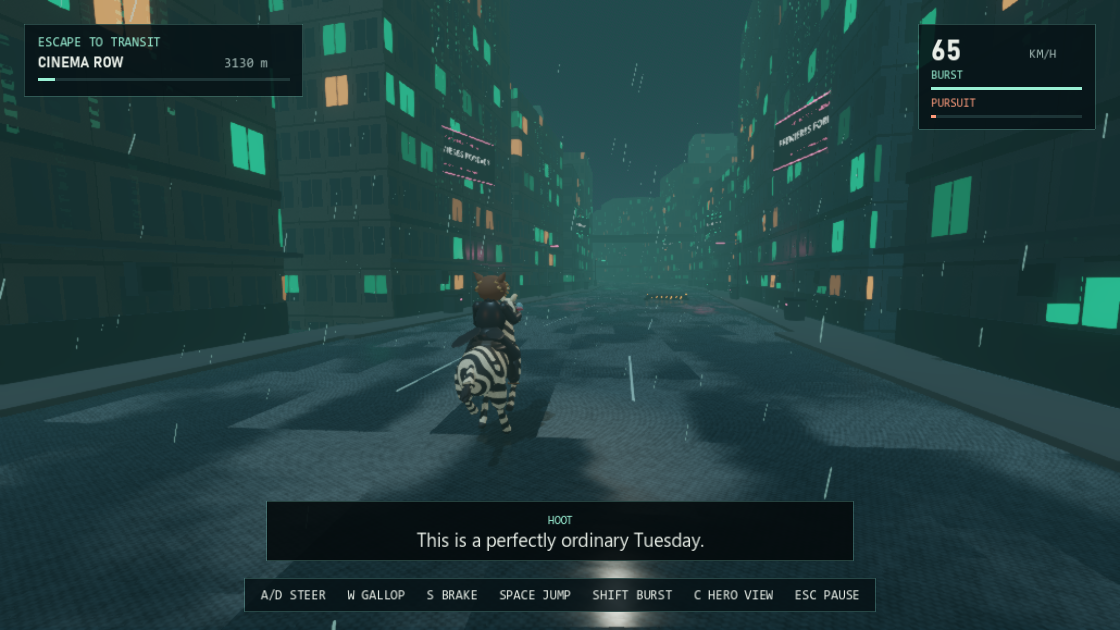 ESCAPE TO TRANSIT
CINEMA ROW
3130 m
65 KM/H
BURST
PURSUIT
HOOT
This is a perfectly ordinary Tuesday.
A/D STEER W GALLOP S BRAKE SPACE JUMP SHIFT BURST C HERO VIEW ESC PAUSE